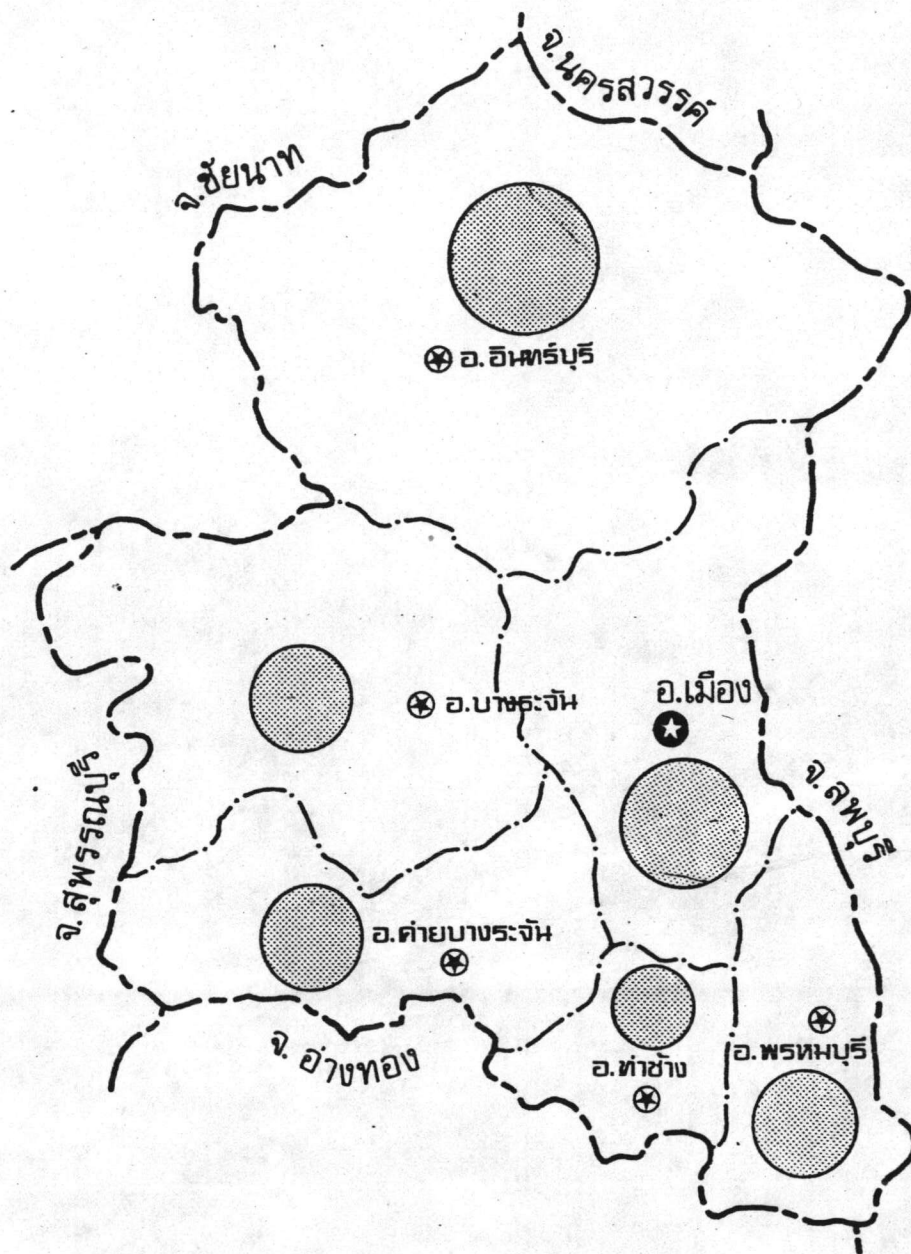 จ.นครสวรรค์
จ.ชัยนาท
อ.อินทร์บุรี
อ.บางระจัน
อ.เมือง
จ.สุพรรณบุรี
จ.ลพบุรี
อ.ค่ายบางระจัน
จ. อ่างทอง
อ.ท่าช้าง
อ.พรหมบุรี